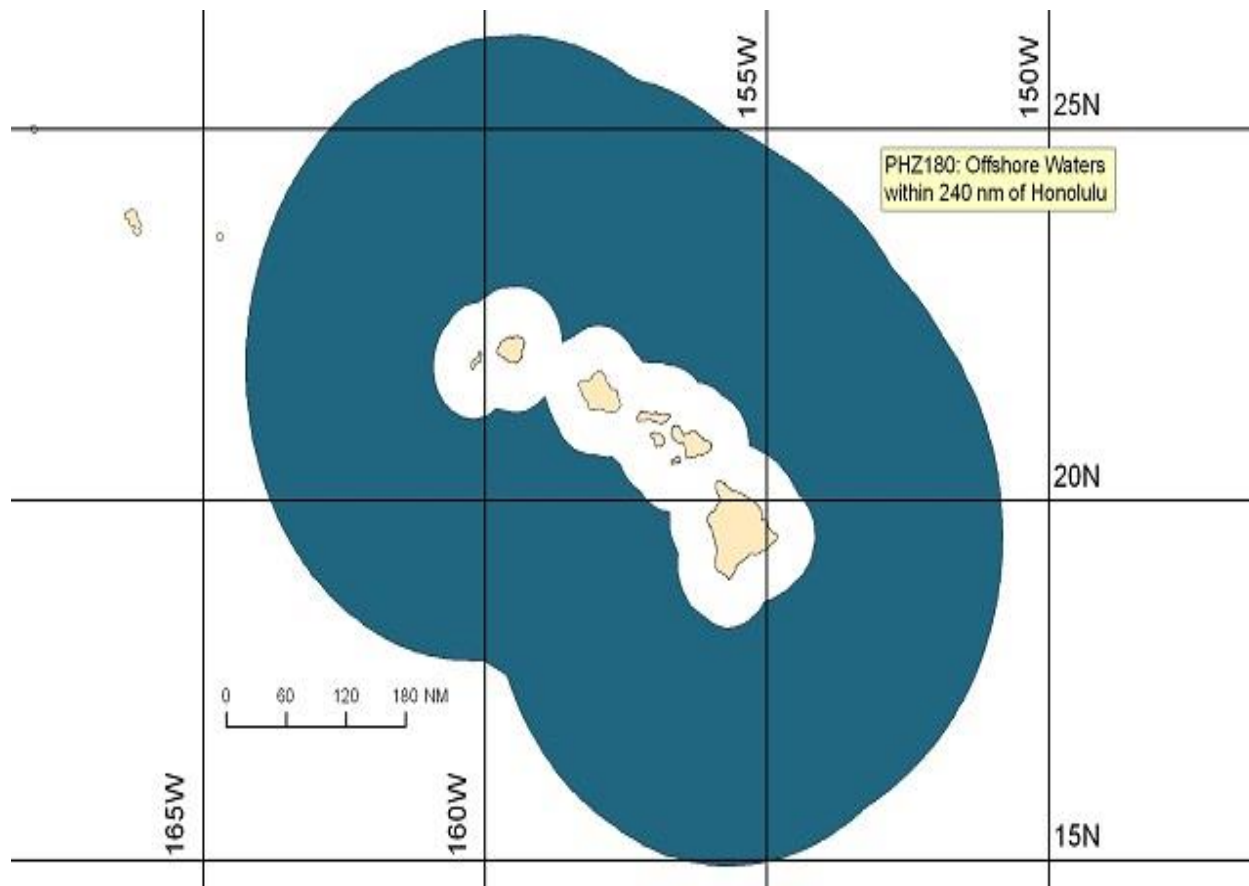 155W
150W
25N
PHZ180: Offshore Waters
within 240 nm of Honolulu
20N
0 60 120 180 NM
165W
160W
15N